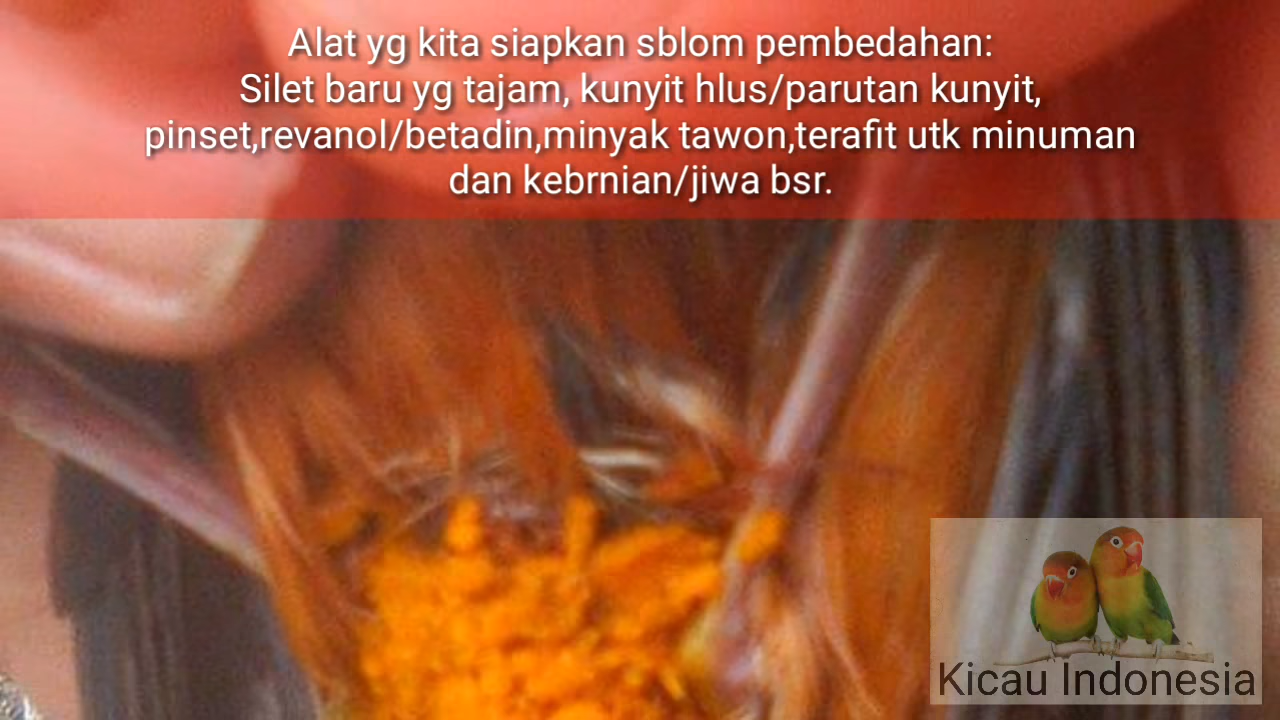 Alat yg kita siapkan sblom pembedahan:
Silet baru yg tajam, kunyit hlus/parutan kunyit,
pinset,revanol/betadin,minyak tawon,terafit utk minuman
dan kebrnian/jiwa bsr.
Kicau Indonesia